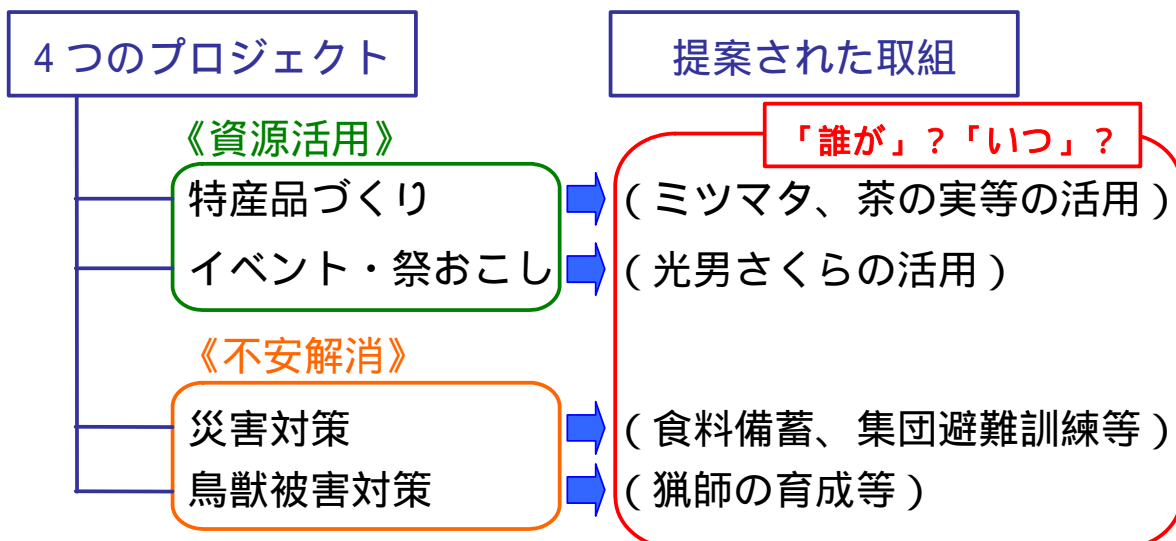 4つのプロジェクト
提案された取組
「誰が」?「いつ」?
《資源活用》
特産品づくり
(ミツマタ、茶の実等の活用)
イベント・祭おこし
(光男さくらの活用)
《不安解消》
災害対策
(食料備蓄、集団避難訓練等)
鳥獣被害対策
(猟師の育成等)